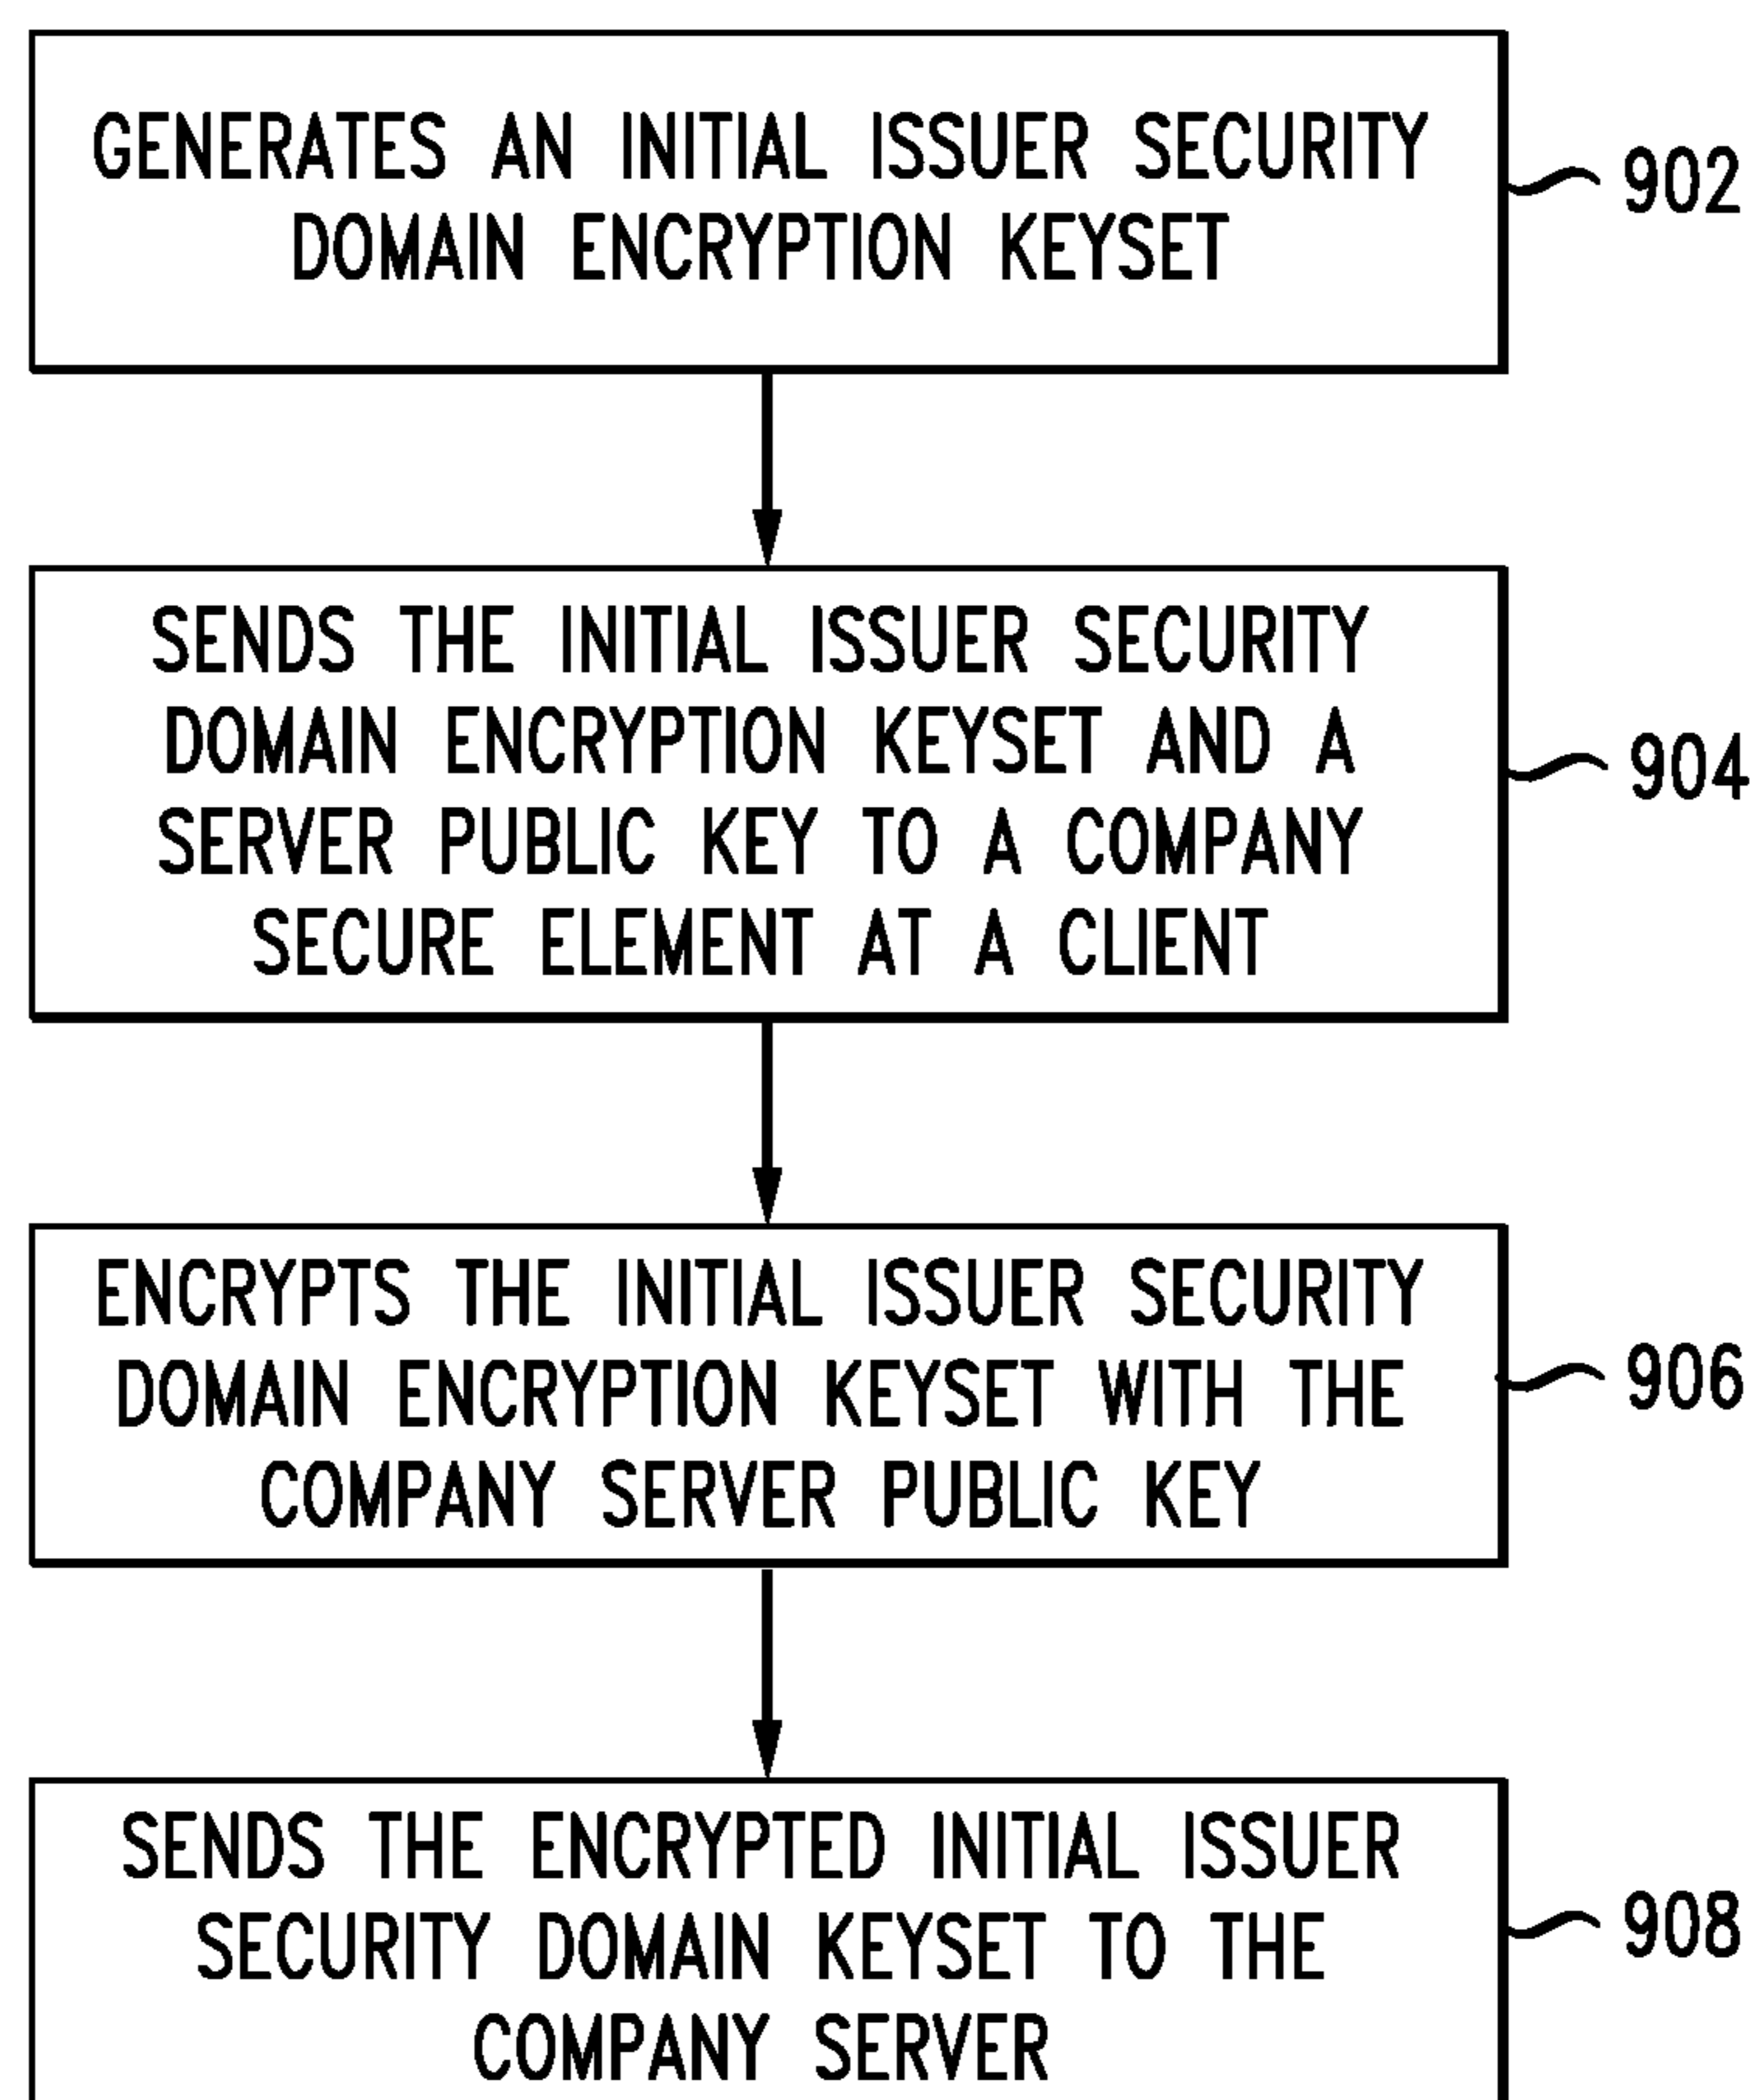 GENERATES AN INITIAL ISSUER SECURITY
DOMAIN ENCRYPTION KEYSET
902
SENDS THE INITIAL ISSUER SECURITY
DOMAIN ENCRYPTION KEYSET AND A
SERVER PUBLIC KEY TO A COMPANY
SECURE ELEMENT AT A CLIENT
904
ENCRYPTS THE INITIAL ISSUER SECURITY
DOMAIN ENCRYPTION KEYSET WITH THE
COMPANY SERVER PUBLIC KEY
906
SENDS THE ENCRYPTED INITIAL ISSUER
SECURITY DOMAIN KEYSET TO THE
COMPANY SERVER
908